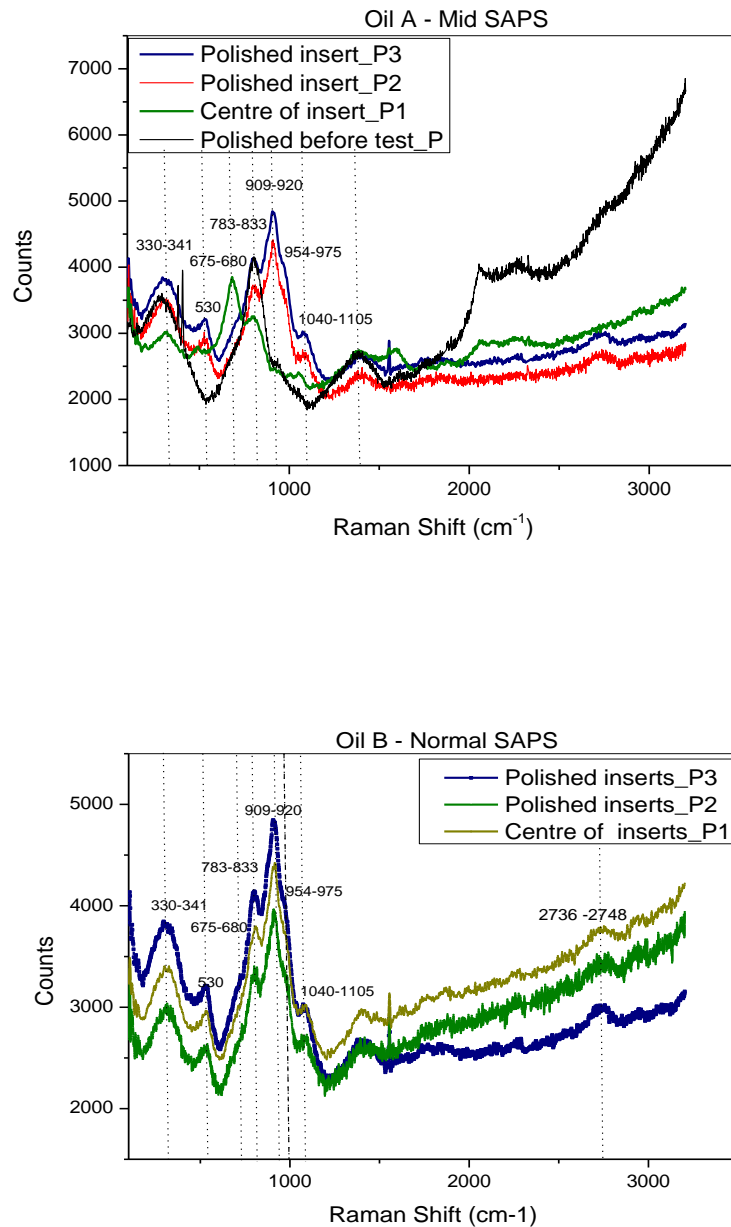 Oil A - Mid SAPS
Polished insert_P3
Polished insert_P2
Centre of insert_P1
Polished before test_P
7000
6000
5000
4000
3000
2000
1000
Counts
909-920
783-833
954-975
675-680
330-341
530
1040-1105
1000
2000
3000
Raman Shift (cm-1)
Oil B - Normal SAPS
Polished inserts_P3
Polished inserts_P2
Centre of inserts_P1
5000
4000
3000
2000
Counts
909-920
783-833
954-975
330-341
675-680
530
1040-1105
2736 -2748
1000
2000
3000
Raman Shift (cm-1)